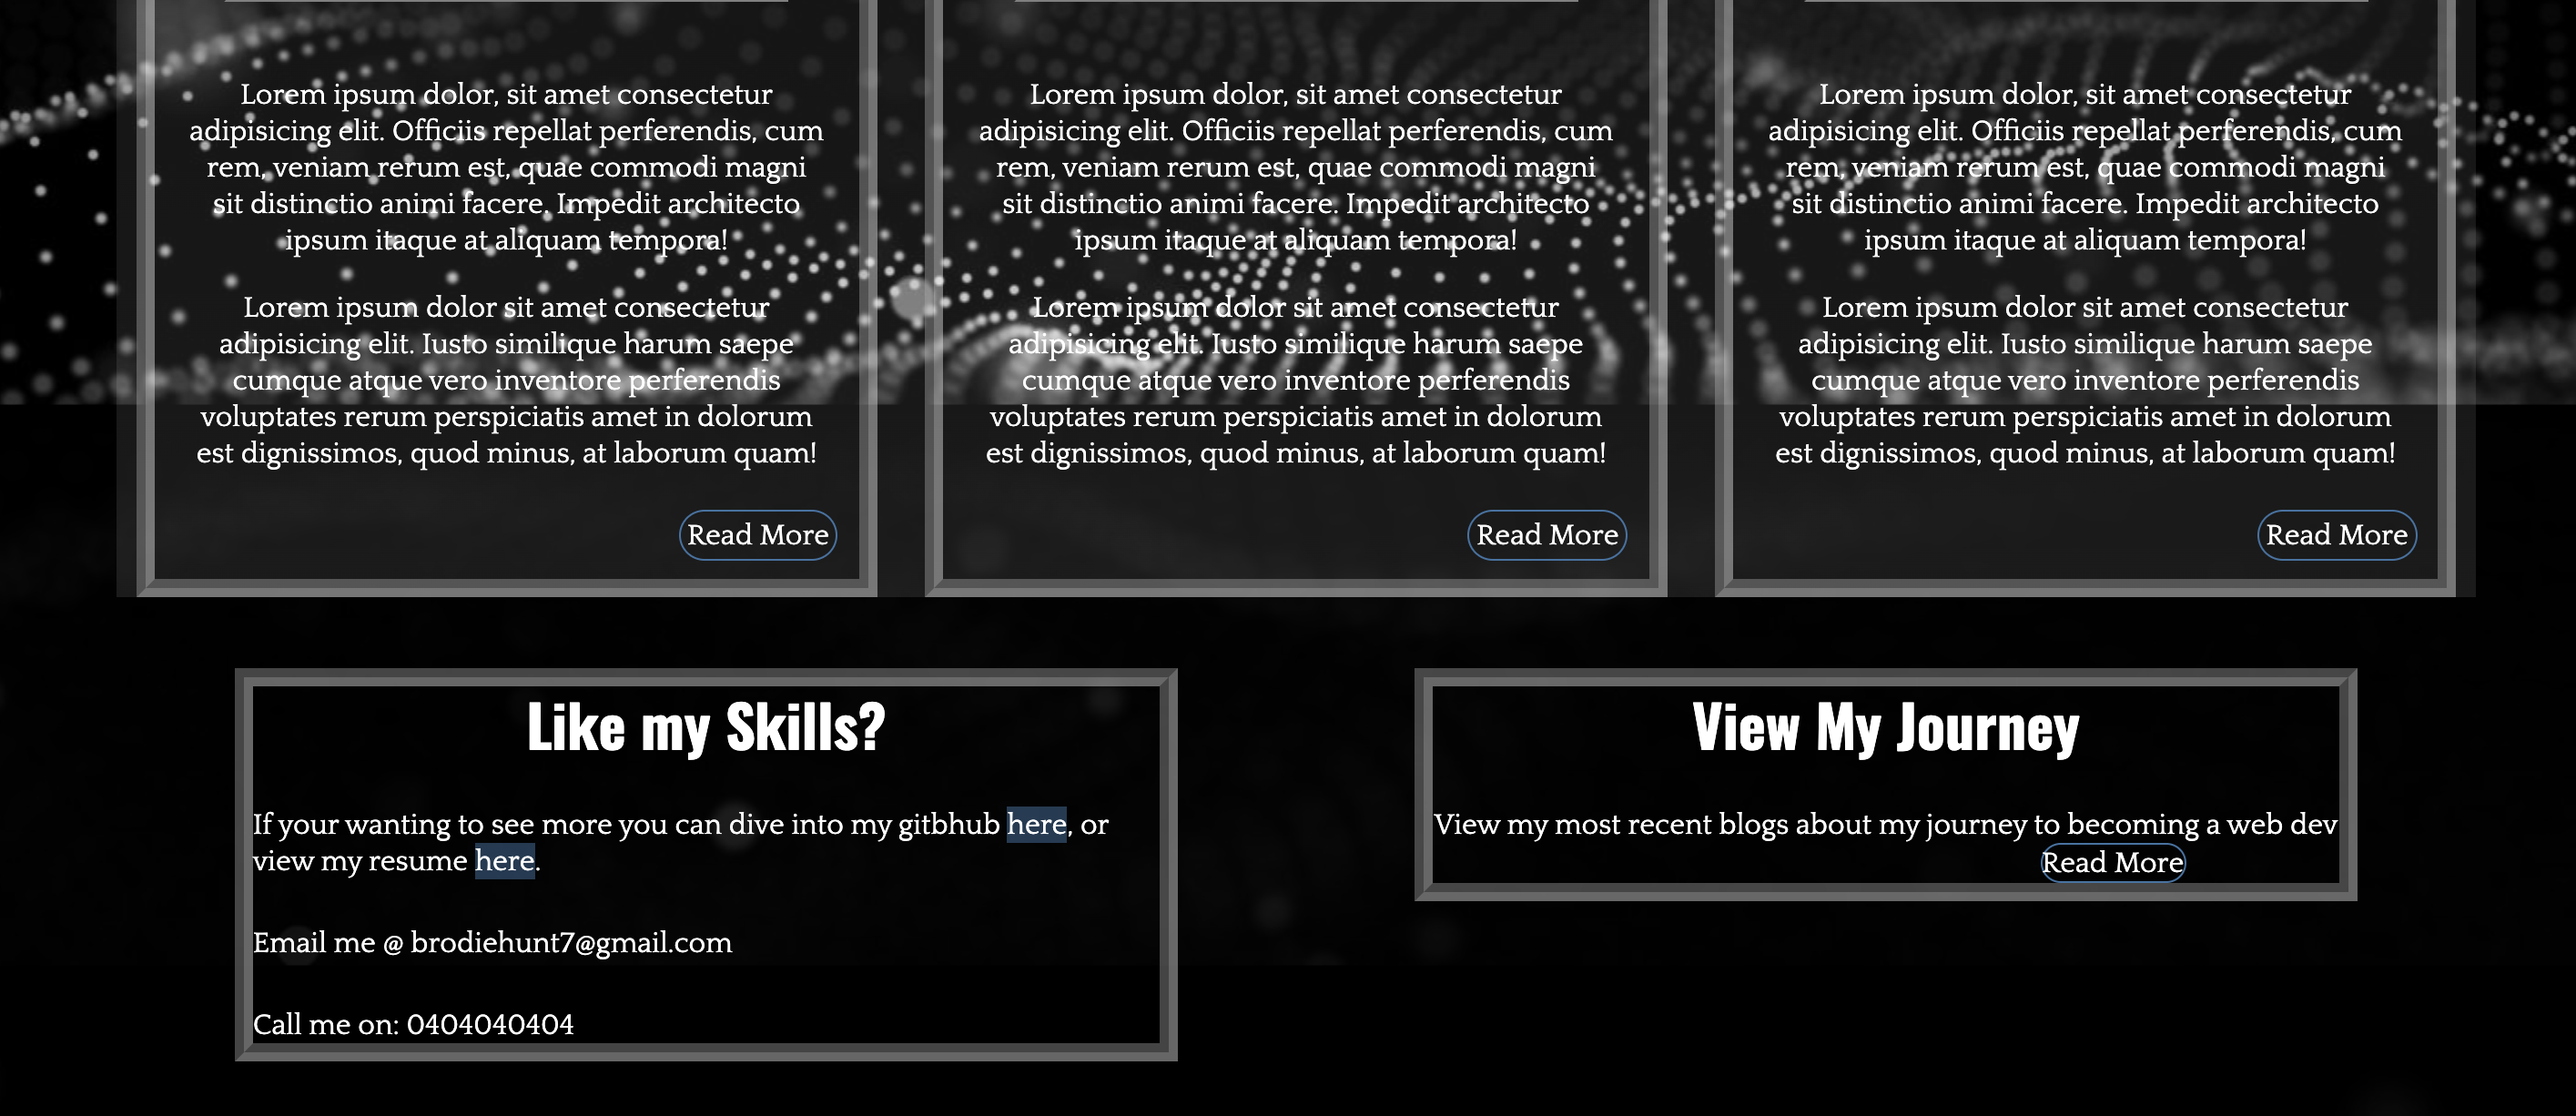 Lorem ipsum dolor, sit amet consectetur
adipisicing elit. Officiis repellat perferendis, cum
rem, veniam rerum est, quae commodi magni
sit distinctio animi facere. Impedit architecto
ipsum itaque at aliquam tempora!
Lorem ipsum dolor sit amet consectetur
adipisicing elit. Iusto similique harum saepe
cumque atque vero inventore perferendis
voluptates rerum perspiciatis amet in dolorum
est dignissimos, quod minus, at laborum quam!
Read More
Lorem ipsum dolor, sit amet consectetur
adipisicing elit. Officiis repellat perferendis, cum
rem, veniam rerum est, quae commodi magni
sit distinctio animi facere. Impedit architecto
ipsum itaque at aliquam tempora!
Lorem ipsum dolor sit amet consectetur
adipisicing elit. Iusto similique harum saepe
cumque atque vero inventore perferendis
voluptates rerum perspiciatis amet in dolorum
est dignissimos, quod minus, at laborum quam!
Read More
Lorem ipsum dolor, sit amet consectetur
adipisicing elit. Officiis repellat perferendis, cum
rem, veniam rerum est, quae commodi magni
sit distinctio animi facere. Impedit architecto
ipsum itaque at aliquam tempora!
Lorem ipsum dolor sit amet consectetur
adipisicing elit. Iusto similique harum saepe
cumque atque vero inventore perferendis
voluptates rerum perspiciatis amet in dolorum
est dignissimos, quod minus, at laborum quam!
Read More
Like my Skills?
If your wanting to see more you can dive into my gitbhub here, or
view my resume here.
Email me @ brodiehunt7@gmail.com
Call me on: 0404040404
View My Journey
View my most recent blogs about my journey to becoming a web dev
Read More